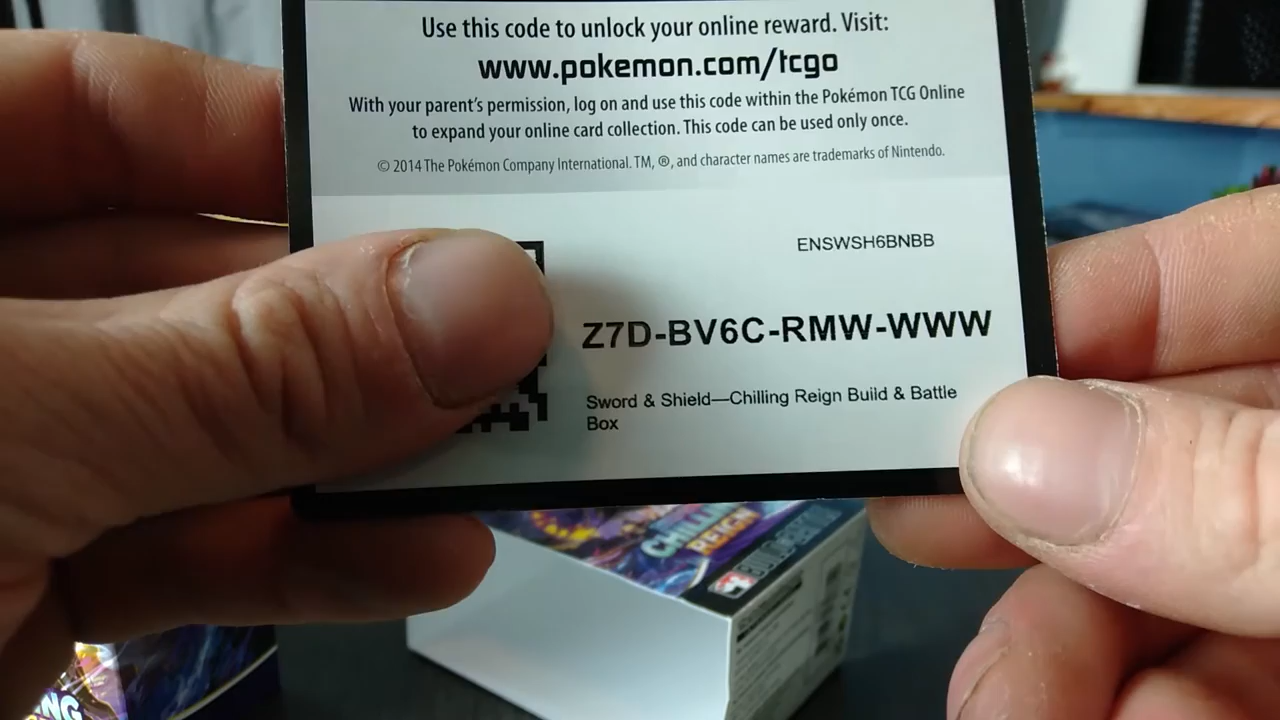 Use this code to unlock your online reward. Visit:
www.pokemon.com/tcgo
With your parent's permission, log on and use this code within the Pokémon TCG Online
to expand your online card collection. This code can be used only once.
© 2014 The Pokémon Company International. TM, ®, and character names are trademarks of Nintendo.
ENSWSH6BNBB
Z7D-BV6C-RMW-WWW
Sword & Shield—Chilling Reign Build & Battle
Box
CHILLING
REIGN
BUILD & BATTLE
NG